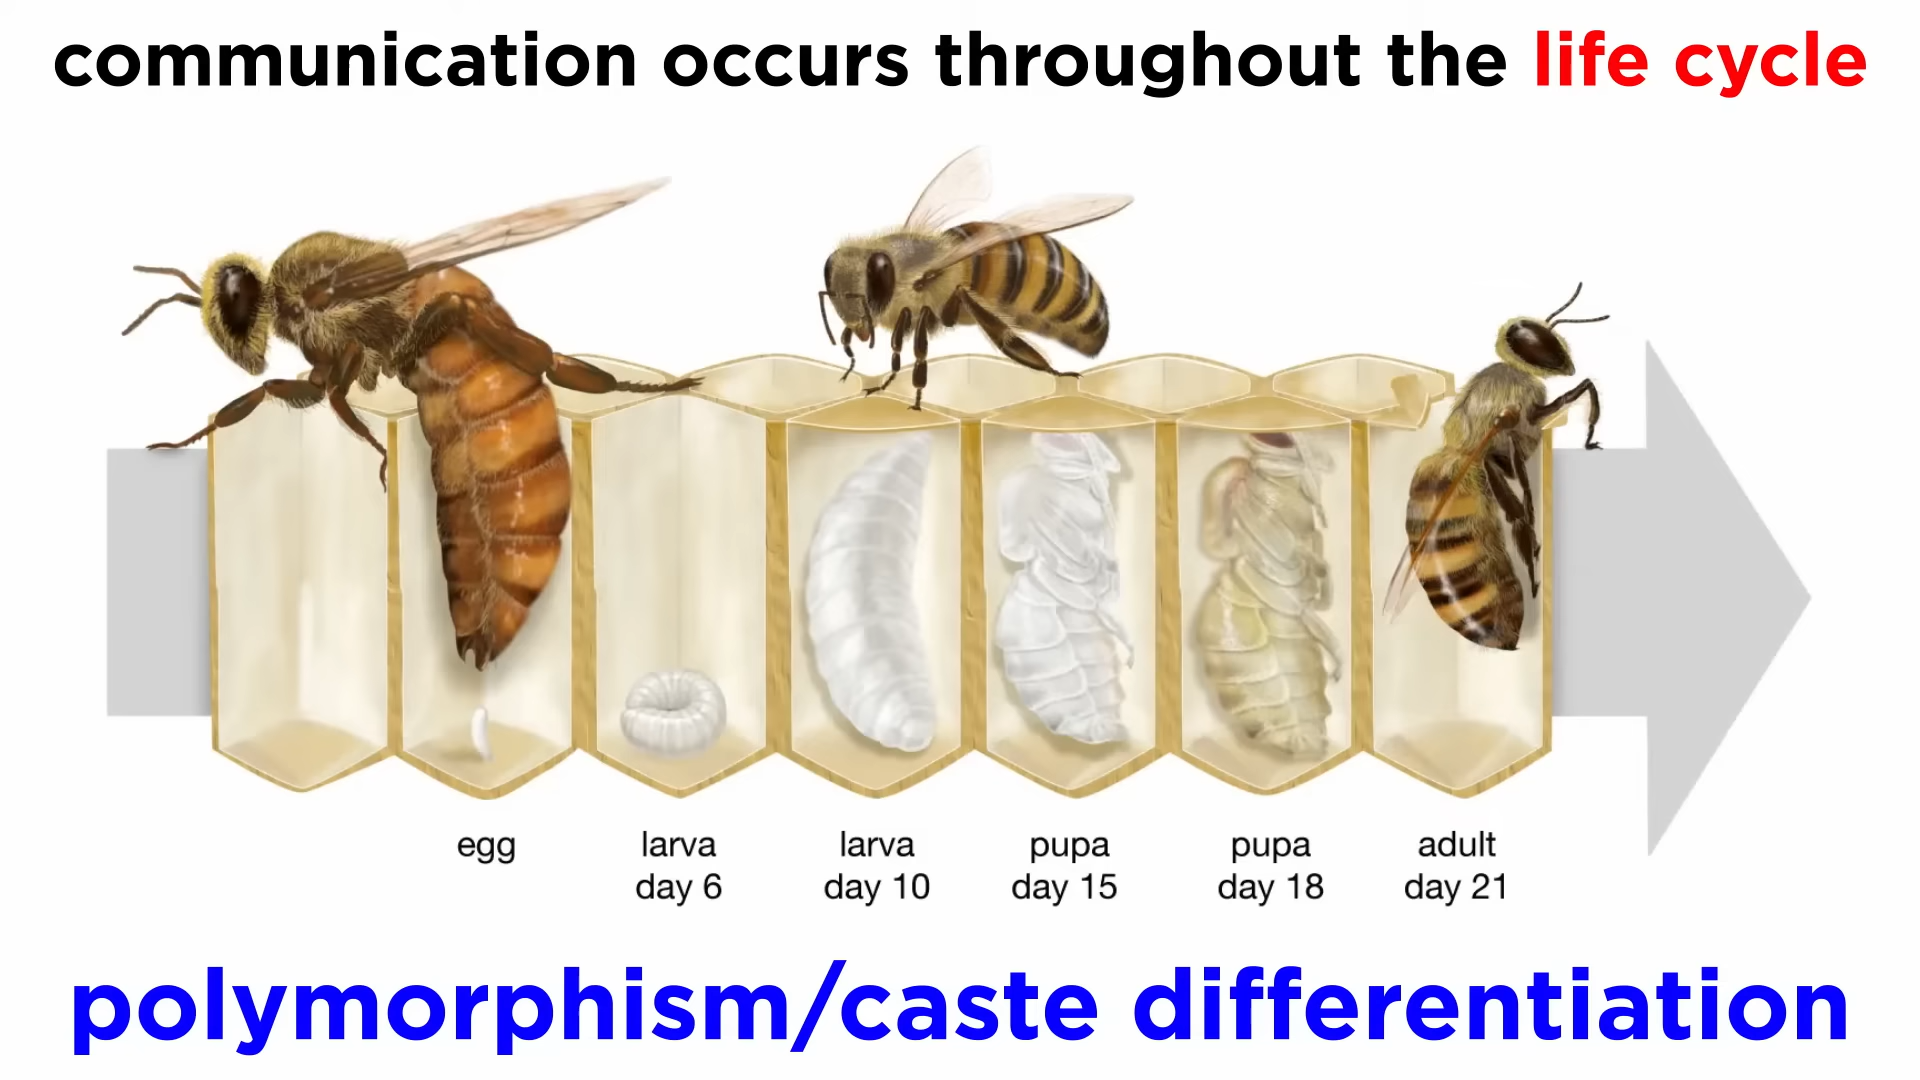 communication occurs throughout the life cycle
egg
larva
day 6
larva
day 10
pupa
day 15
pupa
day 18
adult
day 21
polymorphism/caste differentiation